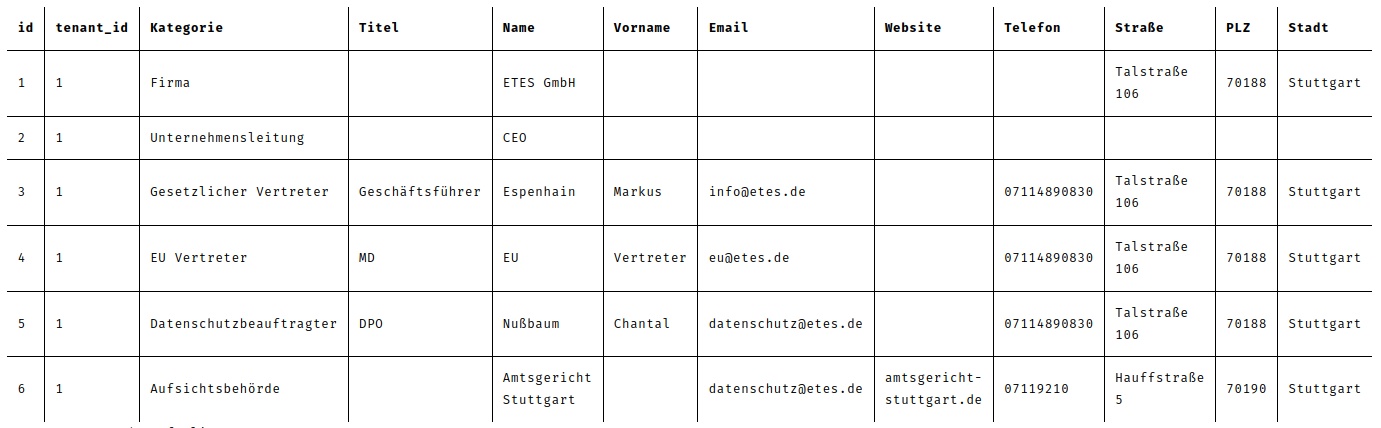 id tenant_id Kategorie Titel Name Vorname Email Website Telefon Straße PLZ Stadt
1 1 Firma ETES GmbH Talstraße 70188 Stuttgart
106
2 1 Unternehmensleitung CEO
3 1 Gesetzlicher Vertreter Geschäftsführer Espenhain Markus info@etes.de 07114890830 Talstraße 70188 Stuttgart
106
4 1 EU Vertreter MD EU Vertreter eu@etes.de 07114890830 Talstraße 70188 Stuttgart
106
5 1 Datenschutzbeauftragter DPO Nußbaum Chantal datenschutz@etes.de 07114890830 Talstraße 70188 Stuttgart
106
6 1 Aufsichtsbehörde Amtsgericht datenschutz@etes.de amtsgericht- 07119210 Hauffstraße 70190 Stuttgart
Stuttgart stuttgart.de 5